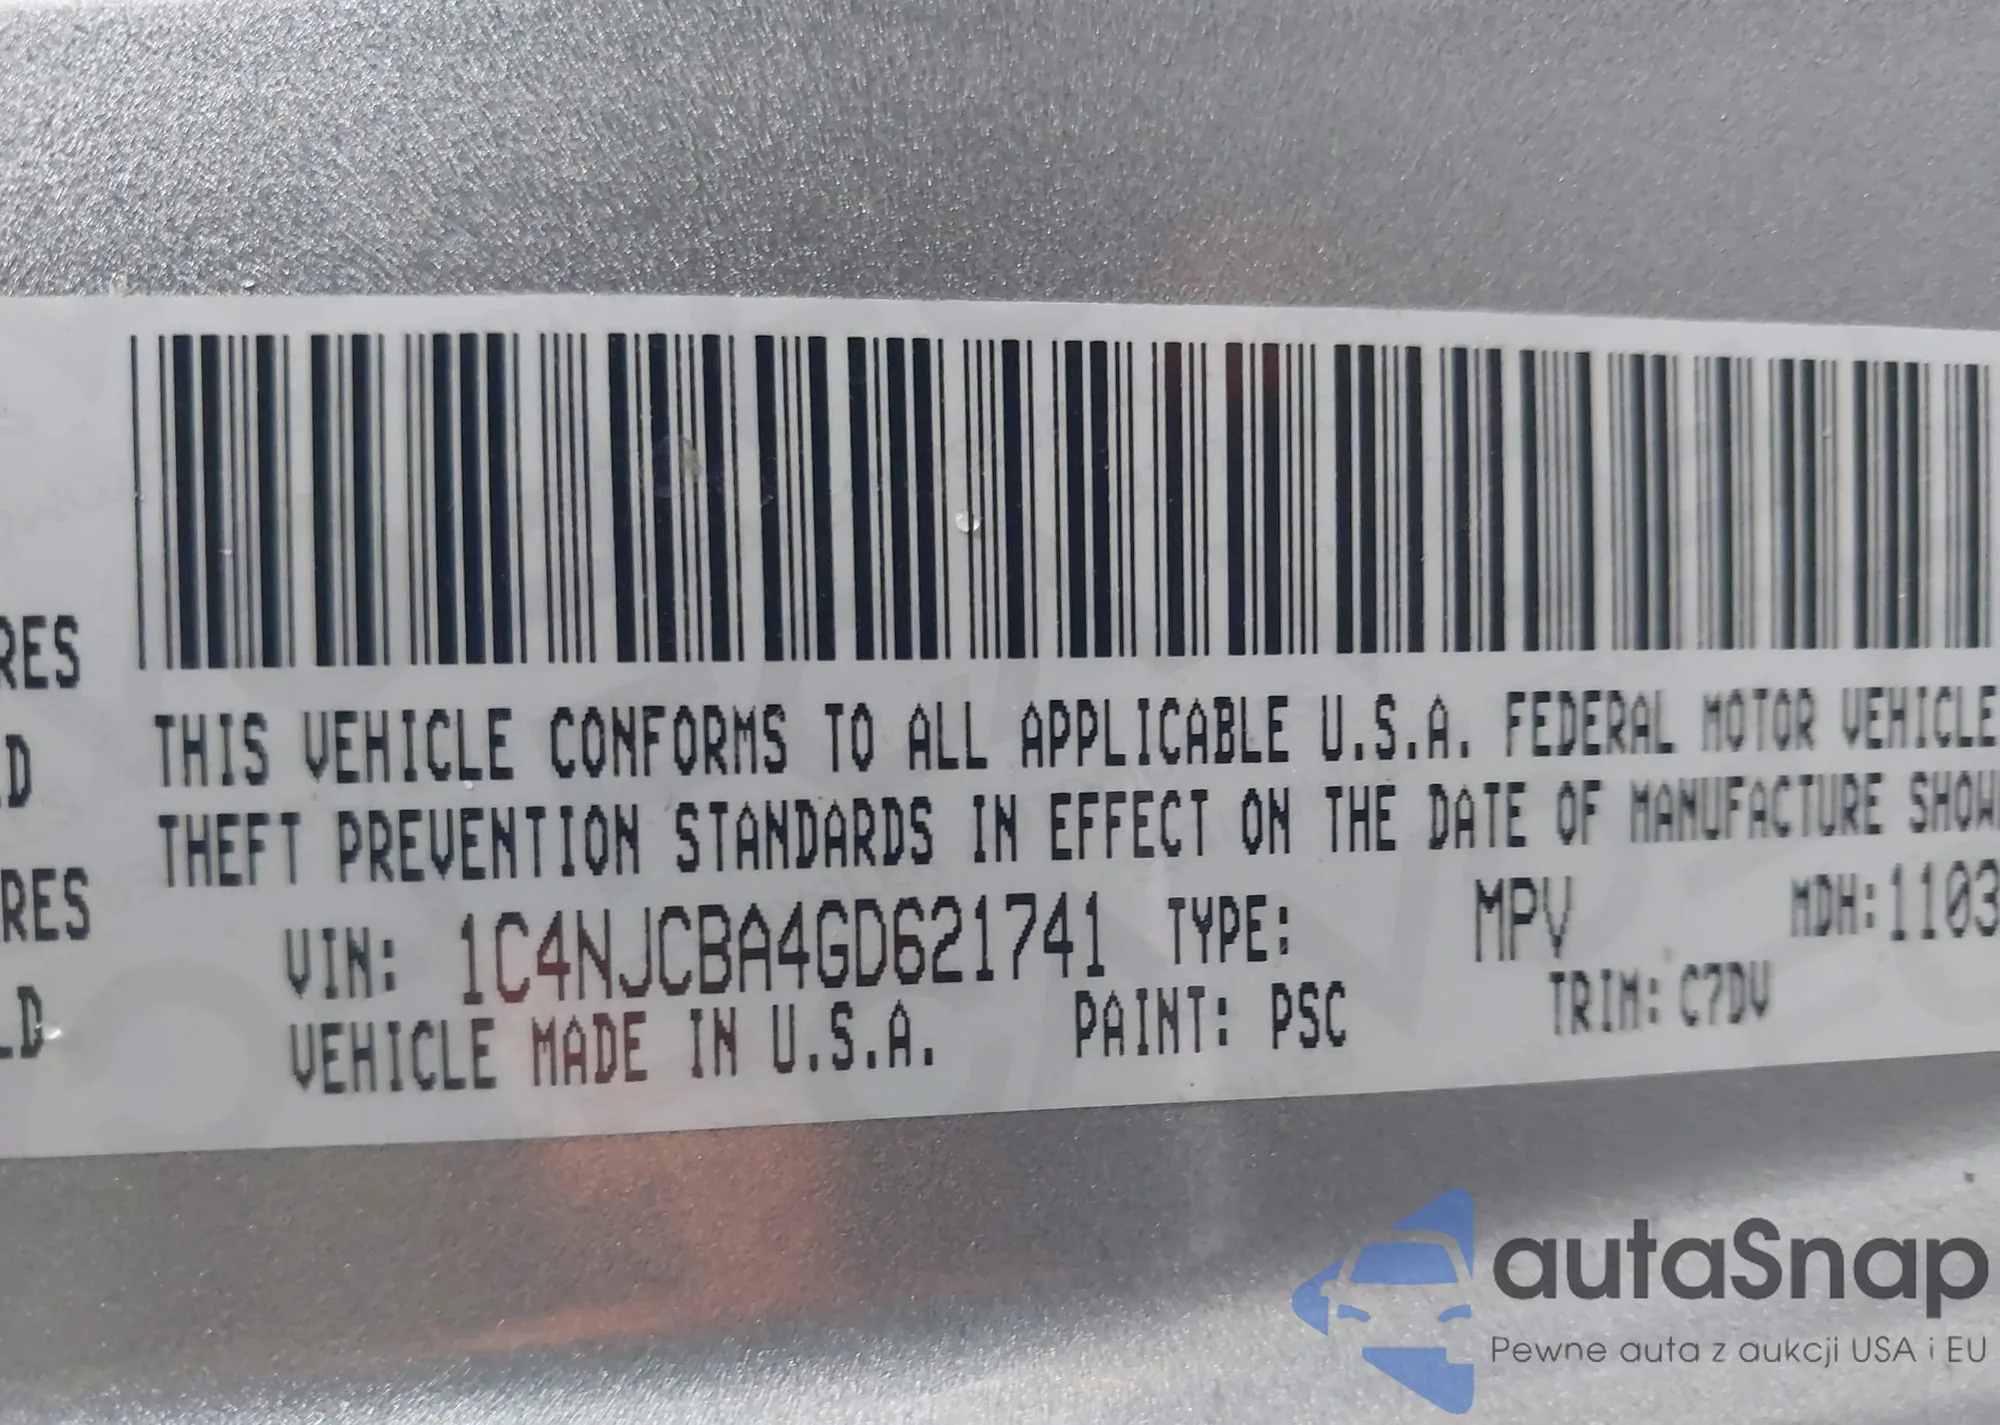 RES
THIS VEHICLE CONFORMS TO ALL APPLICABLE U.S.A. FEDERAL MOTOR VEHICLE
D
THEFT PREVENTION STANDARDS IN EFFECT ON THE DATE OF MANUFACTURE SHOW
RES
VIN: 1C4NJCBA4GD621741 TYPE: MPV MDH:1103
LD
VEHICLE MADE IN U.S.A. PAINT: PSC TRIM: C7DV
autaSnap
Pewne auta z aukcji USA i EU